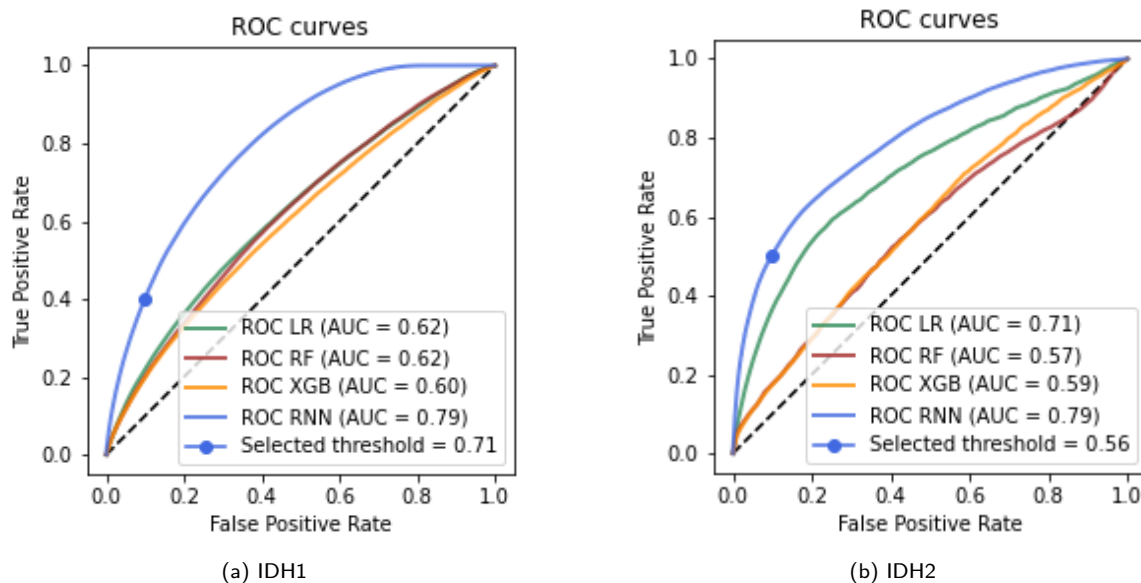 ROC curves
True Positive Rate
1.0
0.8
0.6
0.4
0.2
0.0
ROC LR (AUC = 0.62)
ROC RF (AUC = 0.62)
ROC XGB (AUC = 0.60)
ROC RNN (AUC = 0.79)
Selected threshold = 0.71
0.0 0.2 0.4 0.6 0.8 1.0
False Positive Rate
(a) IDH1
ROC curves
True Positive Rate
1.0
0.8
0.6
0.4
0.2
0.0
ROC LR (AUC = 0.71)
ROC RF (AUC = 0.57)
ROC XGB (AUC = 0.59)
ROC RNN (AUC = 0.79)
Selected threshold = 0.56
0.0 0.2 0.4 0.6 0.8 1.0
False Positive Rate
(b) IDH2